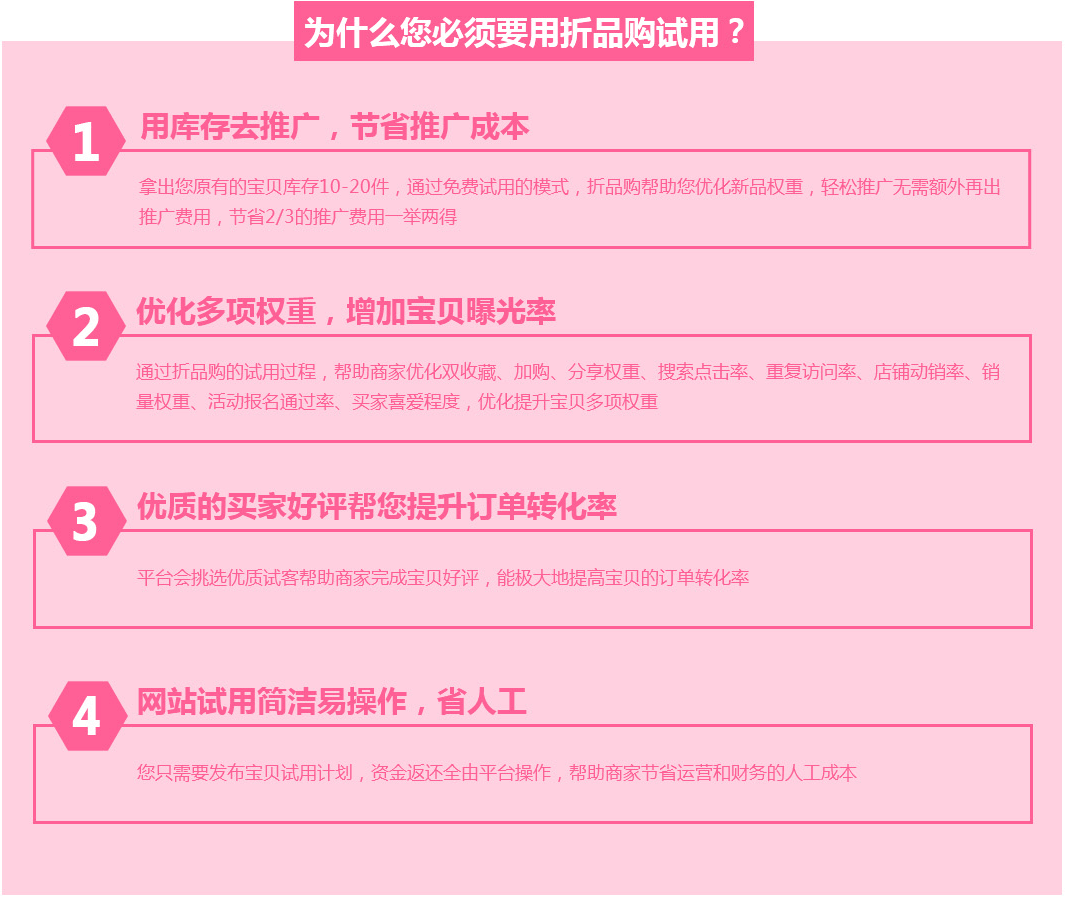 为什么您必须要用折品购试用？
1
用库存去推广，节省推广成本
拿出您原有的宝贝库存10-20件，通过免费试用的模式，折品购帮助您优化新品权重，轻松推广无需额外再出
推广费用，节省2/3的推广费用一举两得
2
优化多项权重，增加宝贝曝光率
通过折品购的试用过程，帮助商家优化双收藏、加购、分享权重、搜索点击率、重复访问率、店铺动销率、销
量权重、活动报名通过率、买家喜爱程度，优化提升宝贝多项权重
3
优质的买家好评帮您提升订单转化率
平台会挑选优质试客帮助商家完成宝贝好评，能极大地提高宝贝的订单转化率
4
网站试用简洁易操作，省人工
您只需要发布宝贝试用计划，资金返还全由平台操作，帮助商家节省运营和财务的人工成本